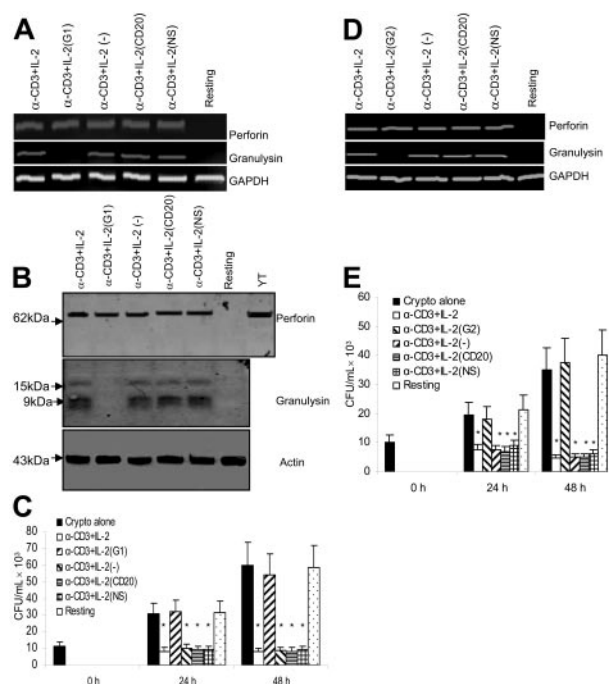 A
α-CD3+IL-2
α-CD3+IL-2(G1)
α-CD3+IL-2 (-)
α-CD3+IL-2(CD20)
α-CD3+IL-2(NS)
Resting
Perforin
Granulysin
GAPDH
D
α-CD3+IL-2
α-CD3+IL-2(G2)
α-CD3+IL-2 (-)
α-CD3+IL-2(CD20)
α-CD3+IL-2(NS)
Resting
Perforin
Granulysin
GAPDH
B
α-CD3+IL-2
α-CD3+IL-2(G1)
α-CD3+IL-2 (-)
α-CD3+IL-2(CD20)
α-CD3+IL-2(NS)
Resting
YT
62kDa
Perforin
15kDa
9kDa
Granulysin
43kDa
Actin
E
CFU/mL × 10³
60
50
40
30
20
10
0
Crypto alone
α-CD3+IL-2
α-CD3+IL-2(G2)
α-CD3+IL-2(-)
α-CD3+IL-2(CD20)
α-CD3+IL-2(NS)
Resting
* * * *
* * * *
0 h 24 h 48 h
C
CFU/mL × 10³
80
70
60
50
40
30
20
10
0
Crypto alone
α-CD3+IL-2
α-CD3+IL-2(G1)
α-CD3+IL-2(-)
α-CD3+IL-2(CD20)
α-CD3+IL-2(NS)
Resting
* * * *
* * * *
0 h 24 h 48 h